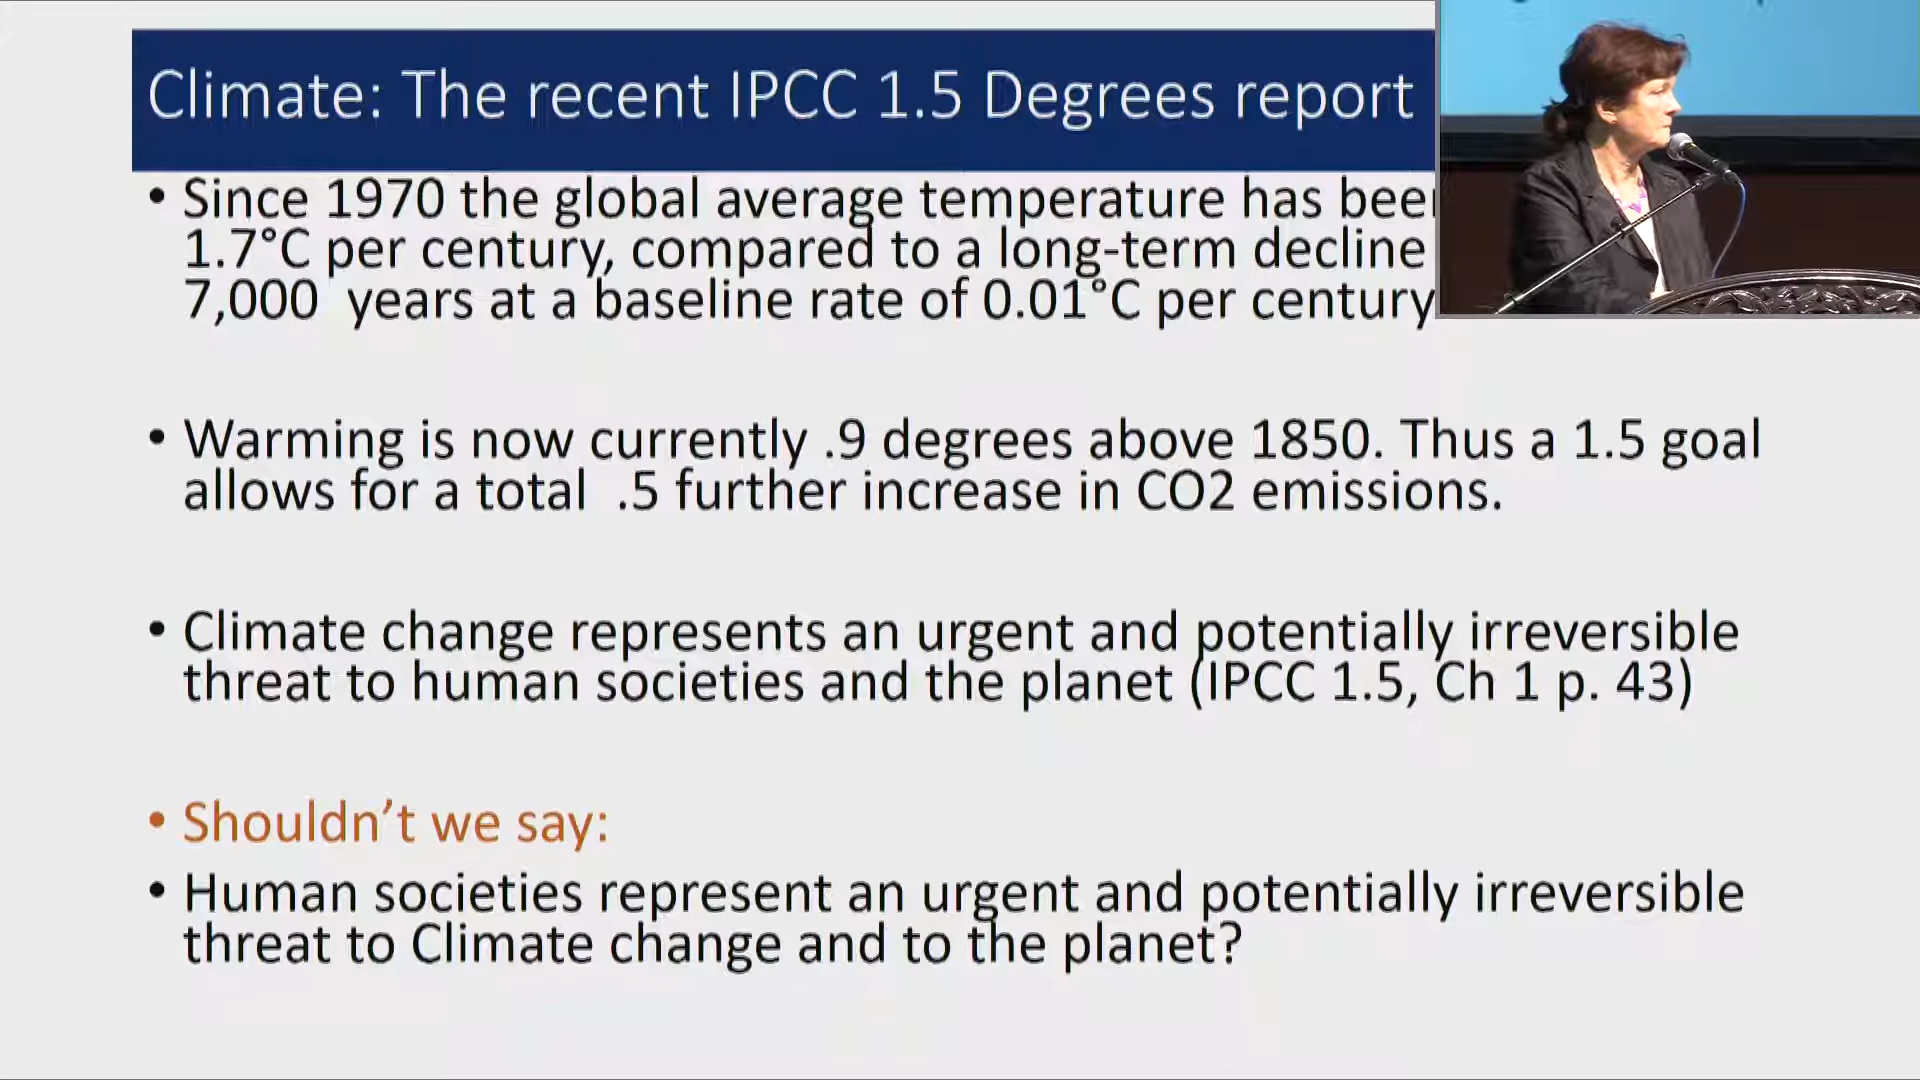 Climate: The recent IPCC 1.5 Degrees report
• Since 1970 the global average temperature has
1.7°C per century, compared to a long-term decline
7,000 years at a baseline rate of 0.01°C per century
• Warming is now currently .9 degrees above 1850. Thus a 1.5 goal
allows for a total .5 further increase in CO2 emissions.
• Climate change represents an urgent and potentially irreversible
threat to human societies and the planet (IPCC 1.5, Ch 1 p. 43)
• Shouldn’t we say:
• Human societies represent an urgent and potentially irreversible
threat to Climate change and to the planet?